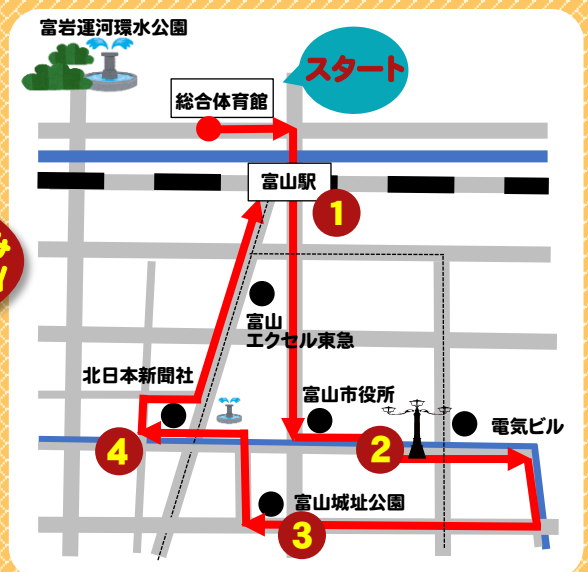 富岩運河環水公園
スタート
総合体育館
富山駅
1
富山
エクセル東急
北日本新聞社
富山市役所
2
電気ビル
4
富山城址公園
3